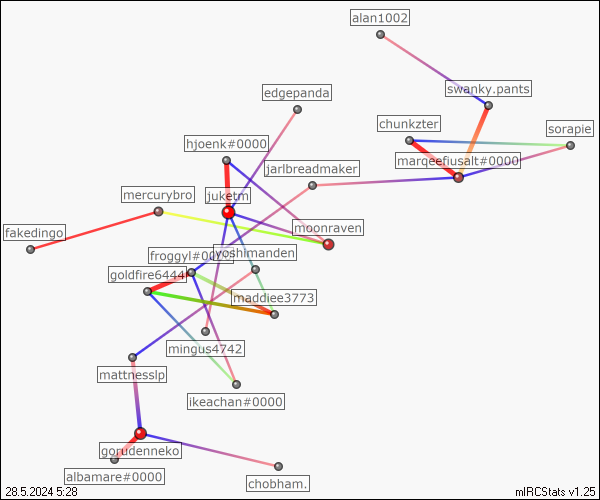 alan1002
edgepanda
swanky.pants
chunkzter
sorapie
hjoenk#0000
jarlbreadmaker
marqeefiusalt#0000
mercurybro
juketm
moonraven
fakedingo
froggyl#00
yoshimanden
goldfire6444
maddiee3773
mingus4742
mattnesslp
ikeachan#0000
gorudenneko
albamare#0000
chobham.
28.5.2024 5:28
mIRCStats v1.25